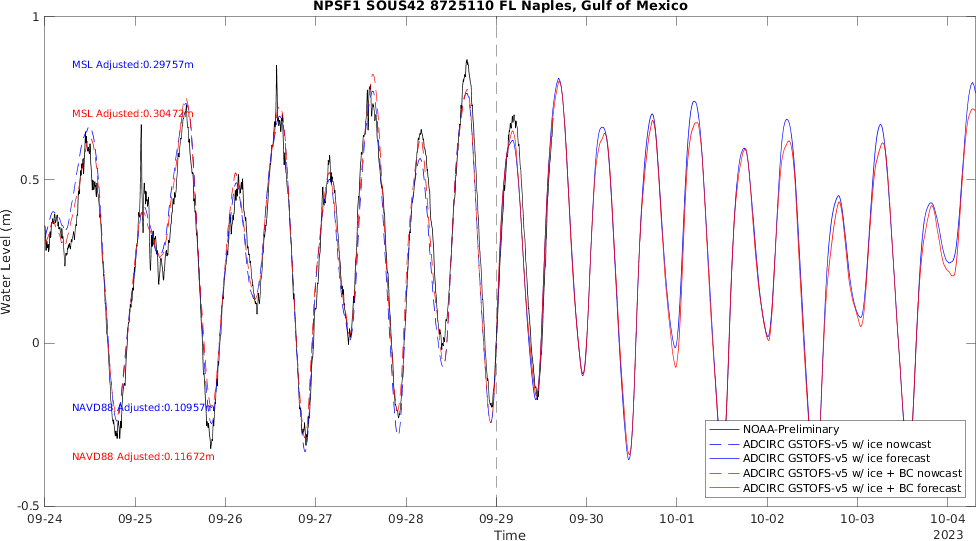 NPSF1 SOUS42 8725110 FL Naples, Gulf of Mexico
1
MSL Adjusted:0.29757m
MSL Adjusted:0.30472m
0.5
Water Level (m)
0
NAVD88 Adjusted:0.10957m
NAVD88 Adjusted:0.11672m
-0.5
NOAA-Preliminary
ADCIRC GSTOFS-v5 w/ ice nowcast
ADCIRC GSTOFS-v5 w/ ice forecast
ADCIRC GSTOFS-v5 w/ ice + BC nowcast
ADCIRC GSTOFS-v5 w/ ice + BC forecast
09-24 09-25 09-26 09-27 09-28 09-29 09-30 10-01 10-02 10-03 10-04
Time
2023